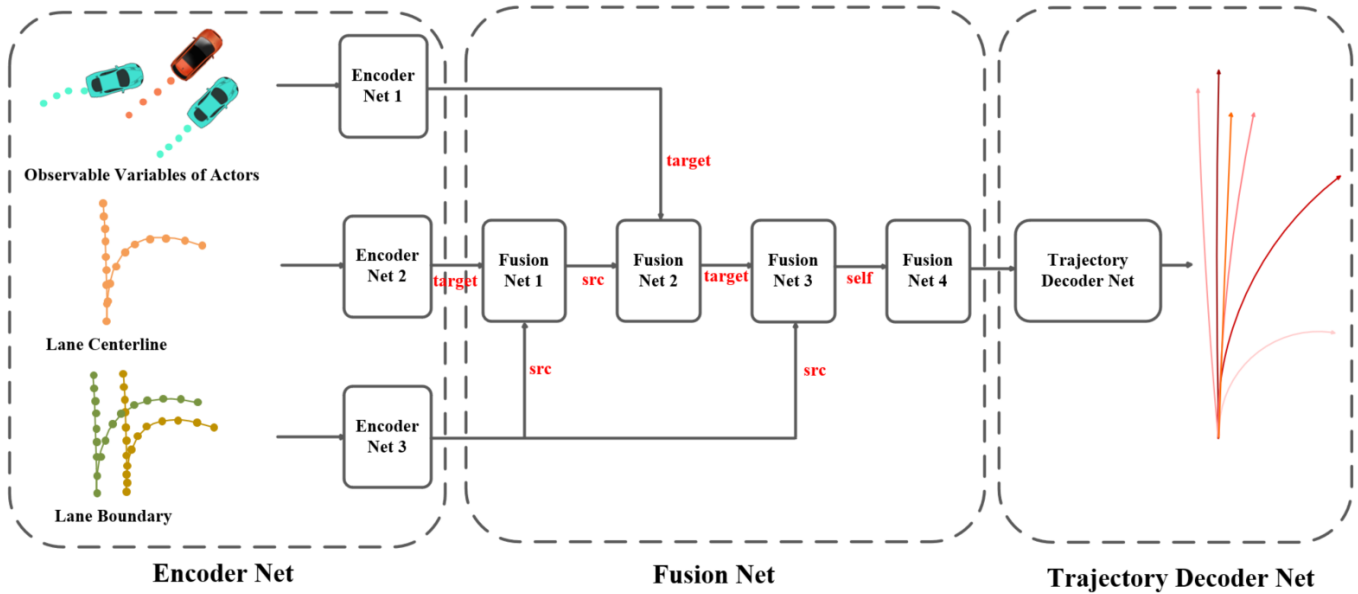 Observable Variables of Actors
Lane Centerline
Lane Boundary
Encoder
Net 1
Encoder
Net 2
Encoder
Net 3
Encoder Net
target
target
src
src
target
src
self
Fusion
Net 1
Fusion
Net 2
Fusion
Net 3
Fusion
Net 4
Fusion Net
Trajectory
Decoder Net
Trajectory Decoder Net